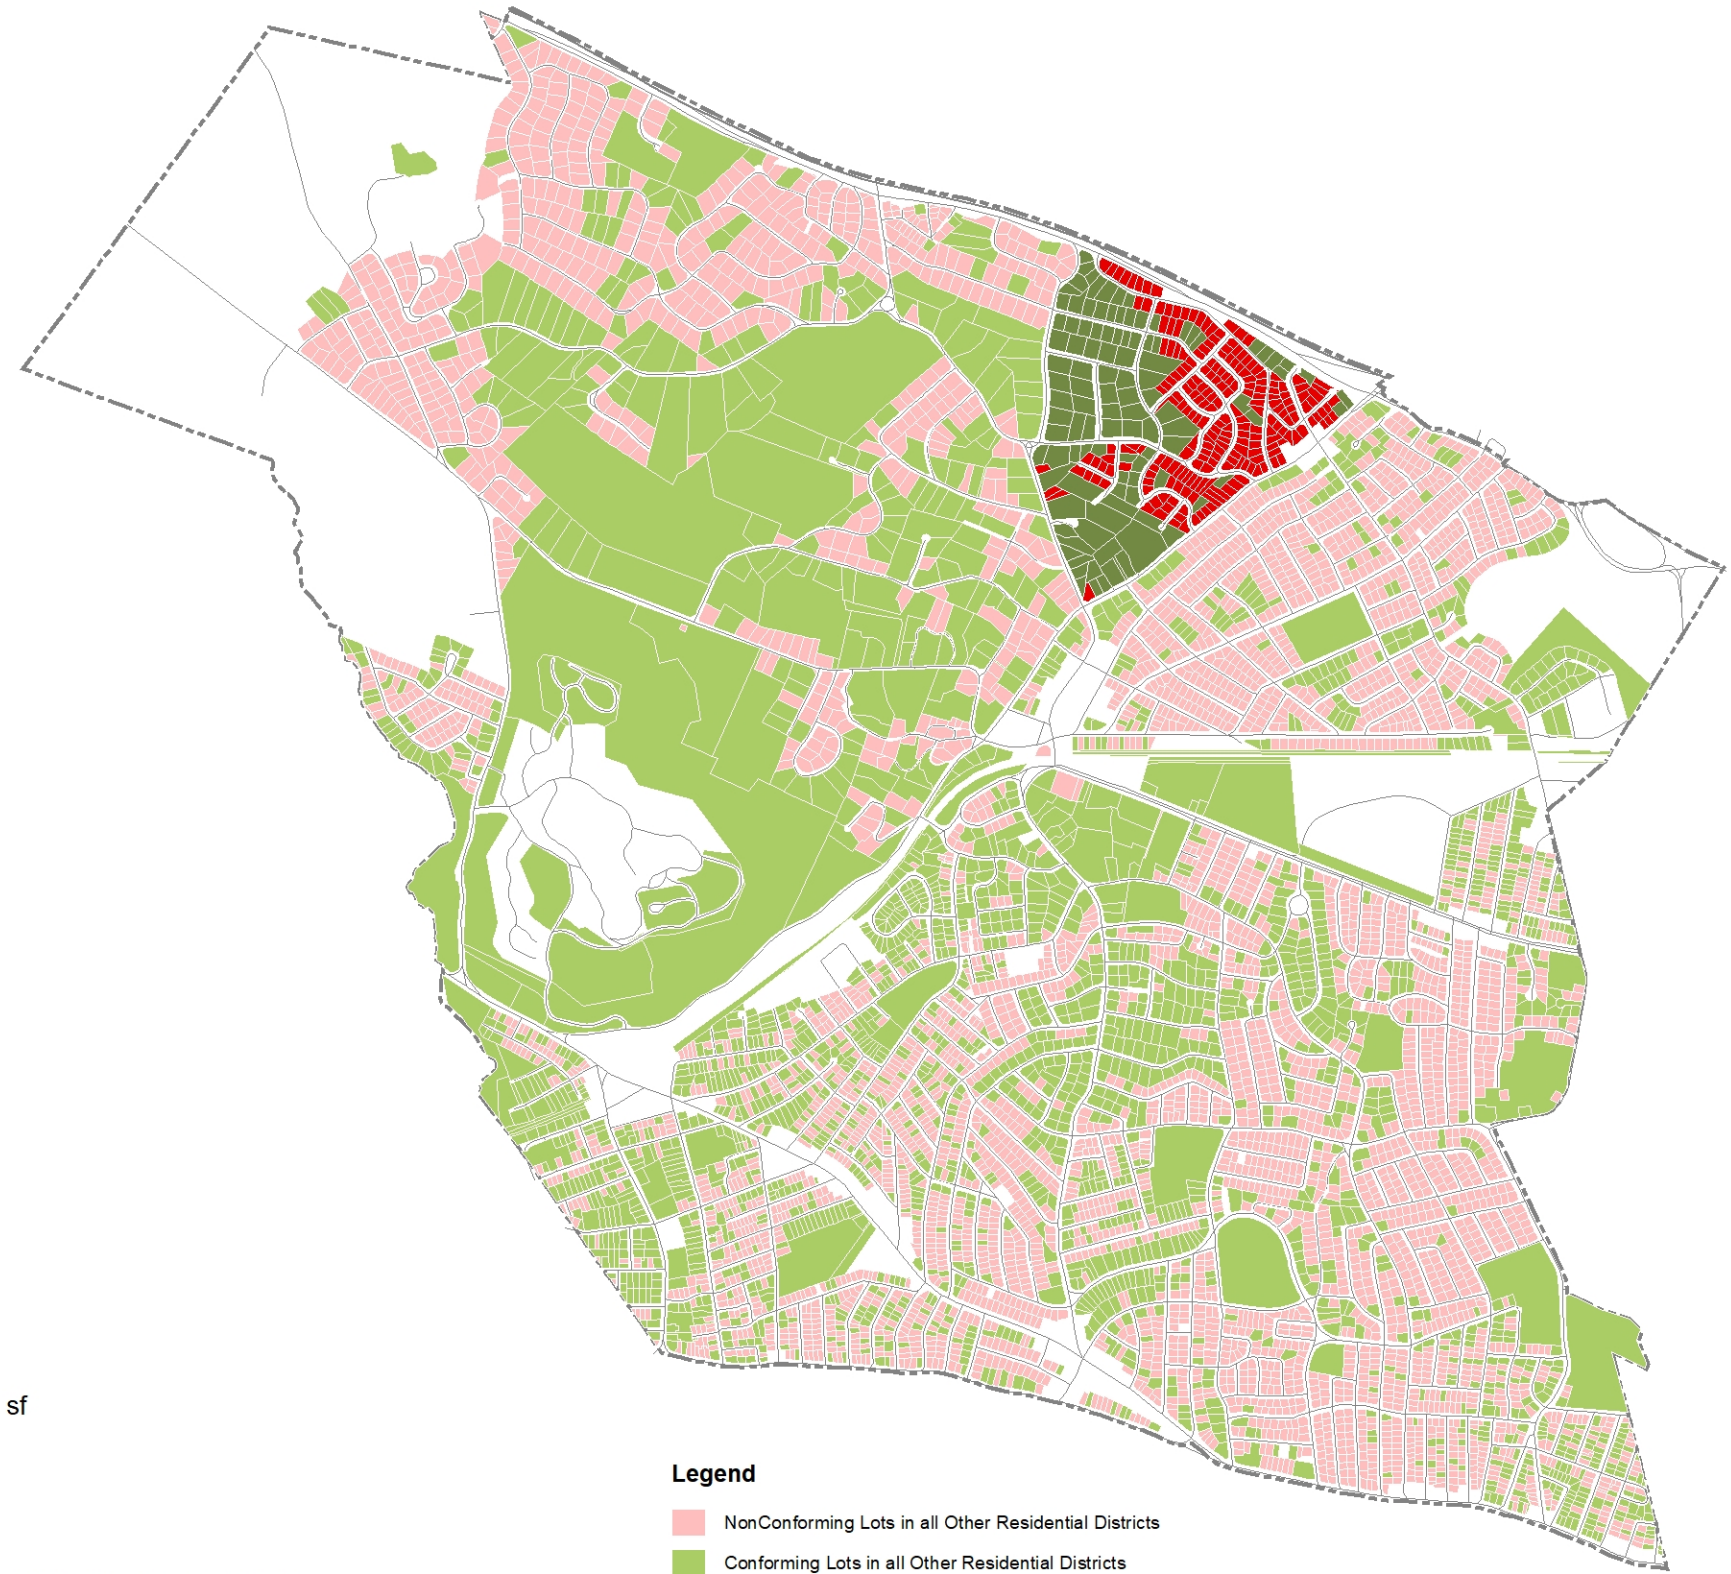 sf
Legend
NonConforming Lots in all Other Residential Districts
Conforming Lots in all Other Residential Districts